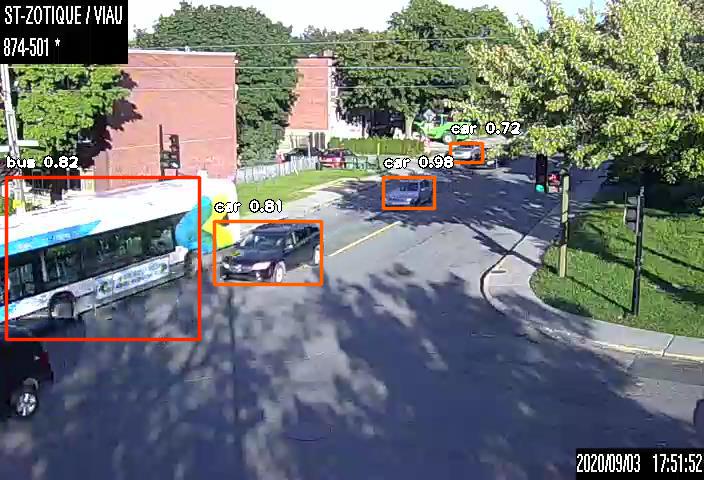 ST-ZOTIQUE / VIAU
874-501 *
car 0.72
bus 0.82
car 0.98
car 0.81
2020/09/03 17:51:52